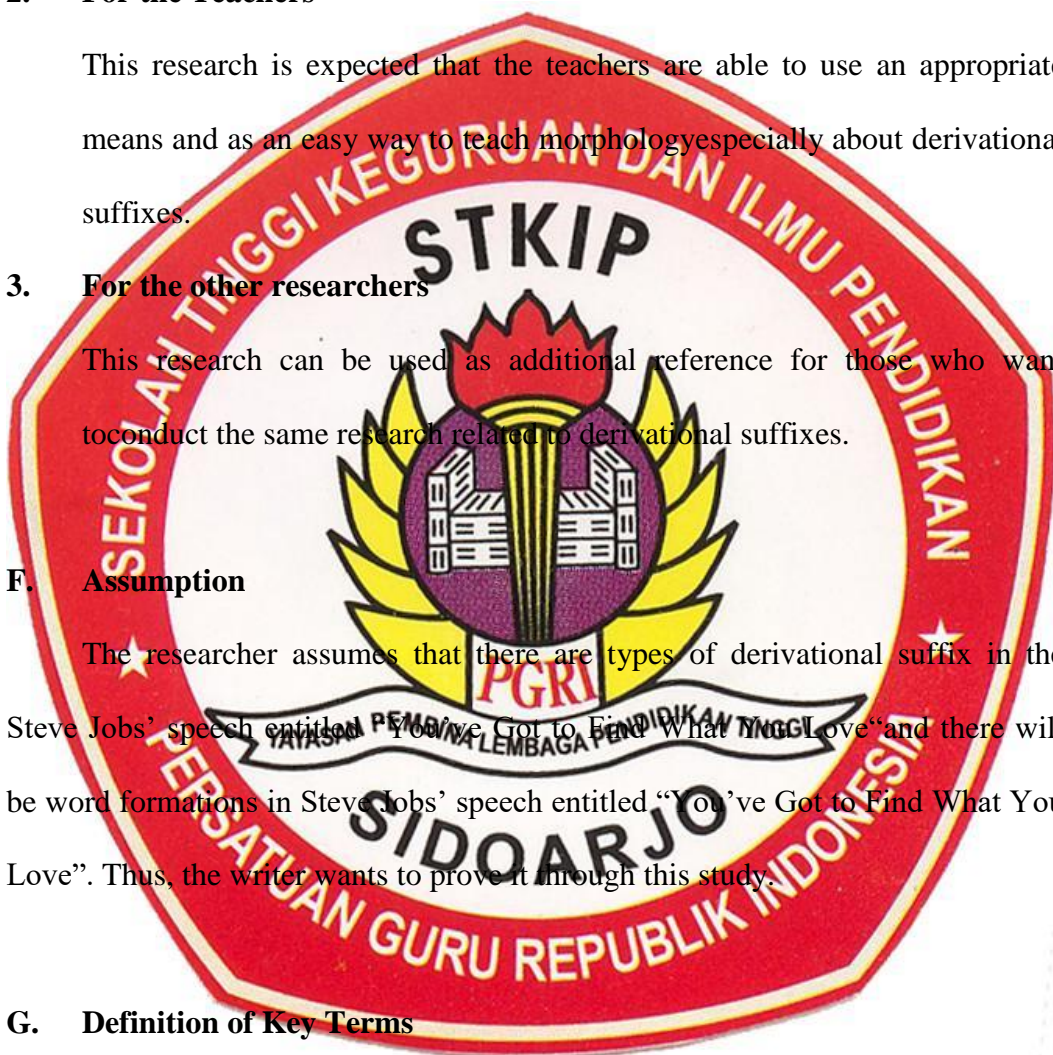 2. For the Teachers
This research is expected that the teachers are able to use an appropriate
means and as an easy way to teach morphologyespecially about derivationa
suffixes.
3. For the other researchers
This research can be used as additional reference for those who wan
toconduct the same research related to derivational suffixes.
F. Assumption
The researcher assumes that there are types of derivational suffix in the
Steve Jobs’ speech entitled “You’ve Got to Find What You Love“and there wil
be word formations in Steve Jobs’ speech entitled “You’ve Got to Find What You
Love”. Thus, the writer wants to prove it through this study.
G. Definition of Key Terms
SEKOLAH TINGGI KEGURUAN DAN ILMU PENDIDIKAN
STKIP
PGRI
YAYASAN PEMBINA LEMBAGA PENDIDIKAN TINGGI
SIDOARJO
PERSATUAN GURU REPUBLIK INDONESIA